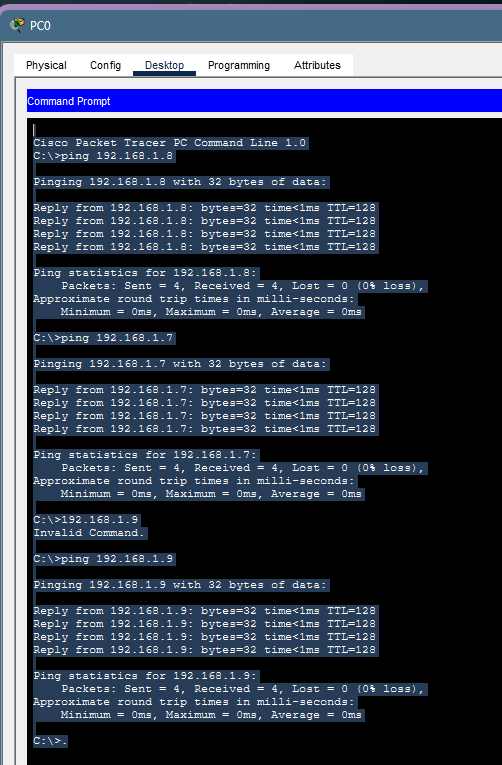 PC0
Physical Config Desktop Programming Attributes
Command Prompt
Cisco Packet Tracer PC Command Line 1.0
C:\>ping 192.168.1.8
Pinging 192.168.1.8 with 32 bytes of data:
Reply from 192.168.1.8: bytes=32 time<1ms TTL=128
Reply from 192.168.1.8: bytes=32 time<1ms TTL=128
Reply from 192.168.1.8: bytes=32 time<1ms TTL=128
Reply from 192.168.1.8: bytes=32 time<1ms TTL=128
Ping statistics for 192.168.1.8:
Packets: Sent = 4, Received = 4, Lost = 0 (0% loss),
Approximate round trip times in milli-seconds:
Minimum = 0ms, Maximum = 0ms, Average = 0ms
C:\>ping 192.168.1.7
Pinging 192.168.1.7 with 32 bytes of data:
Reply from 192.168.1.7: bytes=32 time<1ms TTL=128
Reply from 192.168.1.7: bytes=32 time<1ms TTL=128
Reply from 192.168.1.7: bytes=32 time<1ms TTL=128
Reply from 192.168.1.7: bytes=32 time<1ms TTL=128
Ping statistics for 192.168.1.7:
Packets: Sent = 4, Received = 4, Lost = 0 (0% loss),
Approximate round trip times in milli-seconds:
Minimum = 0ms, Maximum = 0ms, Average = 0ms
C:\>192.168.1.9
Invalid Command.
C:\>ping 192.168.1.9
Pinging 192.168.1.9 with 32 bytes of data:
Reply from 192.168.1.9: bytes=32 time<1ms TTL=128
Reply from 192.168.1.9: bytes=32 time<1ms TTL=128
Reply from 192.168.1.9: bytes=32 time<1ms TTL=128
Reply from 192.168.1.9: bytes=32 time<1ms TTL=128
Ping statistics for 192.168.1.9:
Packets: Sent = 4, Received = 4, Lost = 0 (0% loss),
Approximate round trip times in milli-seconds:
Minimum = 0ms, Maximum = 0ms, Average = 0ms
C:\>.